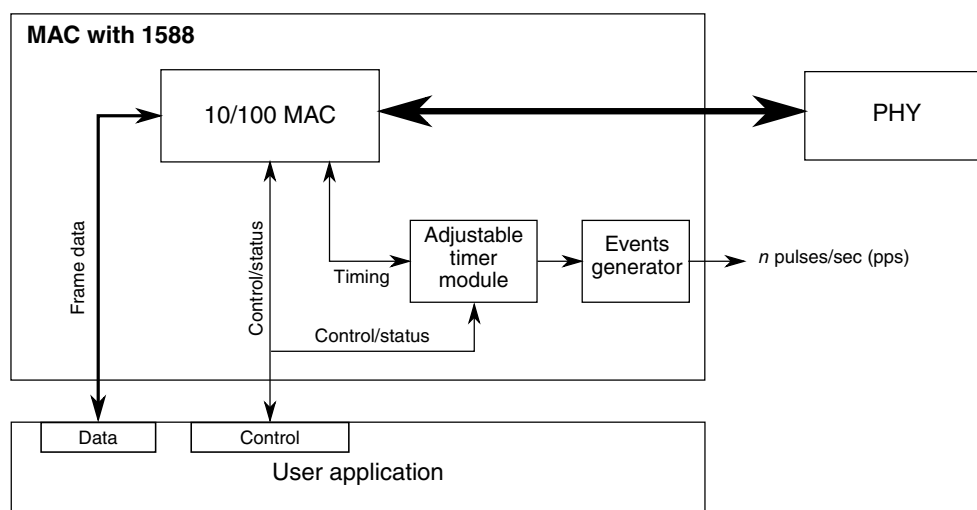 MAC with 1588
10/100 MAC
PHY
Frame data
Control/status
Timing
Adjustable
timer
module
Events
generator
n pulses/sec (pps)
Control/status
Data
Control
User application